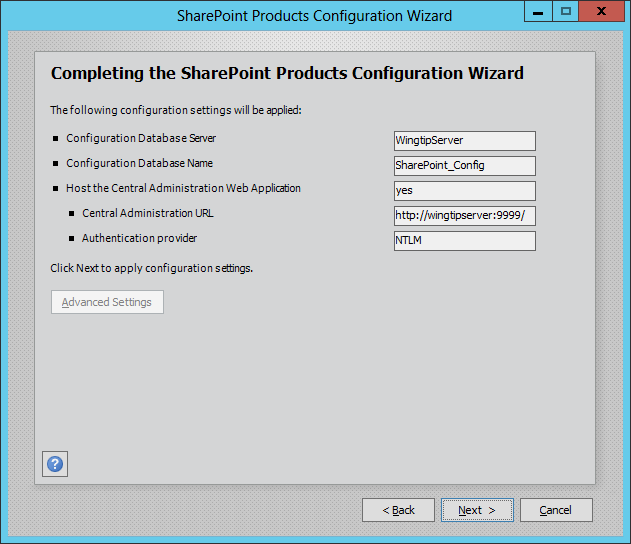 SharePoint Products Configuration Wizard
Completing the SharePoint Products Configuration Wizard
The following configuration settings will be applied:
Configuration Database Server WingtipServer
Configuration Database Name SharePoint_Config
Host the Central Administration Web Application yes
Central Administration URL http://wingtipserver:9999/
Authentication provider NTLM
Click Next to apply configuration settings.
Advanced Settings
?
< Back Next > Cancel